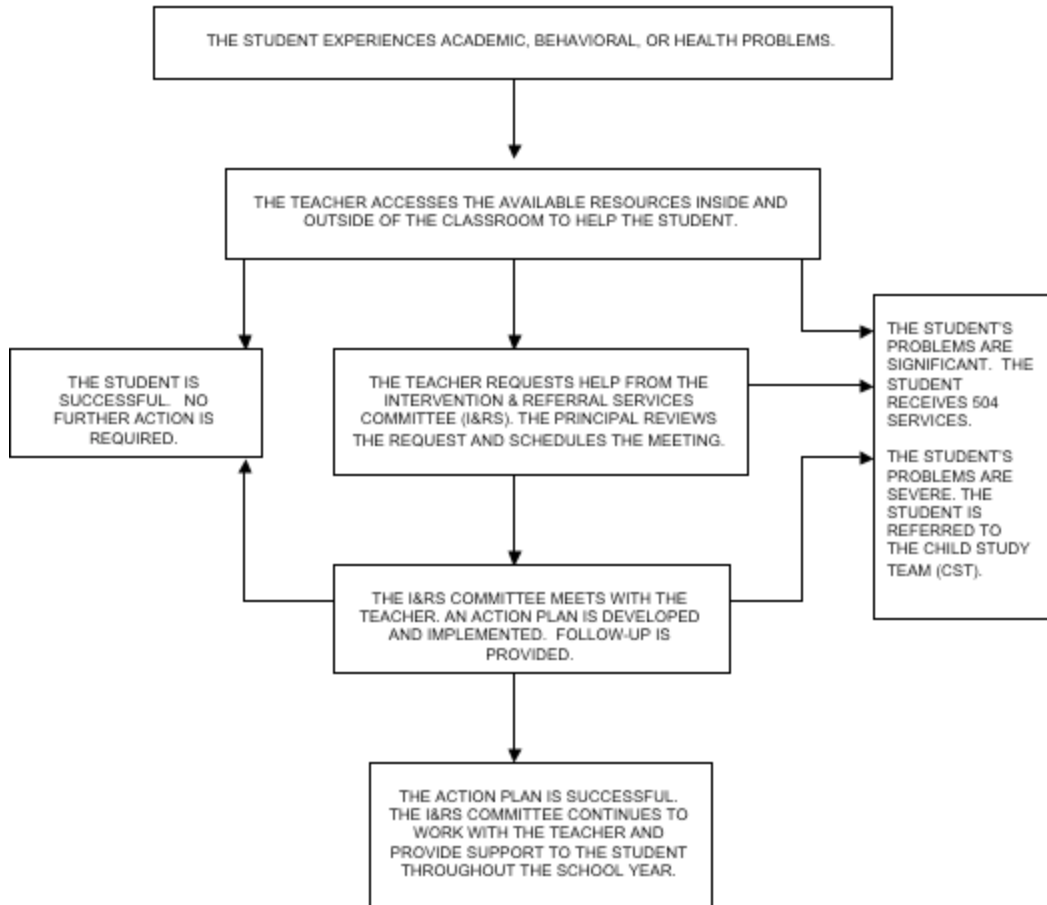 THE STUDENT EXPERIENCES ACADEMIC, BEHAVIORAL, OR HEALTH PROBLEMS.
THE TEACHER ACCESSES THE AVAILABLE RESOURCES INSIDE AND
OUTSIDE OF THE CLASSROOM TO HELP THE STUDENT.
THE STUDENT IS
SUCCESSFUL. NO
FURTHER ACTION IS
REQUIRED.
THE TEACHER REQUESTS HELP FROM THE
INTERVENTION & REFERRAL SERVICES
COMMITTEE (I&RS). THE PRINCIPAL REVIEWS
THE REQUEST AND SCHEDULES THE MEETING.
THE STUDENT'S
PROBLEMS ARE
SIGNIFICANT. THE
STUDENT
RECEIVES 504
SERVICES.
THE STUDENT'S
PROBLEMS ARE
SEVERE. THE
STUDENT IS
REFERRED TO
THE CHILD STUDY
TEAM (CST).
THE I&RS COMMITTEE MEETS WITH THE
TEACHER. AN ACTION PLAN IS DEVELOPED
AND IMPLEMENTED. FOLLOW-UP IS
PROVIDED.
THE ACTION PLAN IS SUCCESSFUL.
THE I&RS COMMITTEE CONTINUES TO
WORK WITH THE TEACHER AND
PROVIDE SUPPORT TO THE STUDENT
THROUGHOUT THE SCHOOL YEAR.